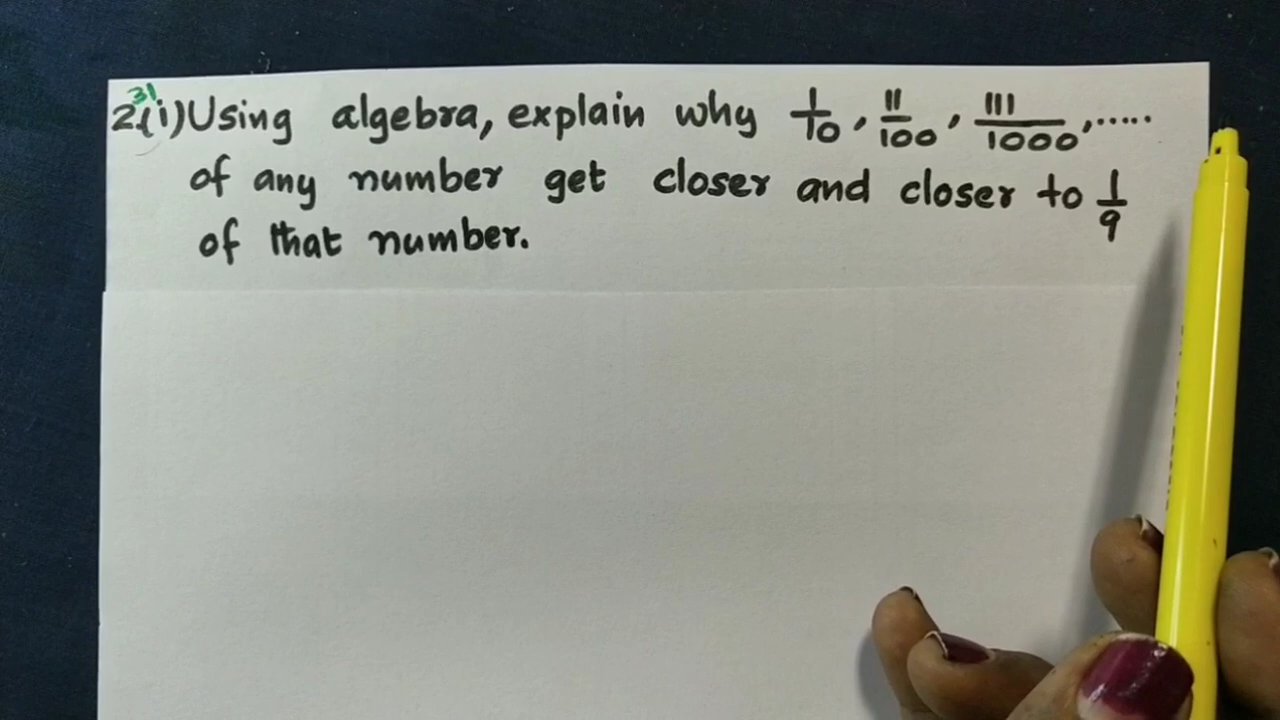 31
2(i) Using algebra, explain why 1/10, 11/100, 111/1000, .....
of any number get closer and closer to 1/9
of that number.